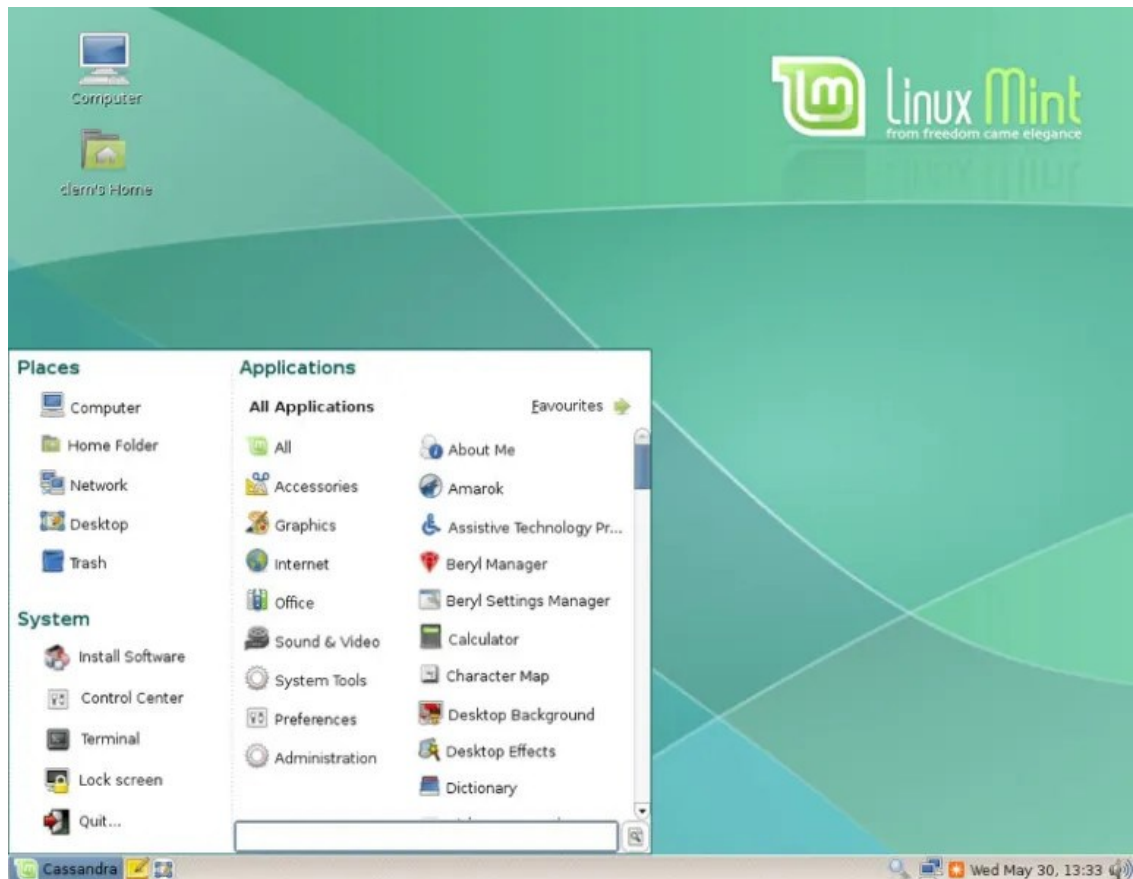 Computer
clem's Home
Linux Mint
from freedom came elegance
Places
Computer
Home Folder
Network
Desktop
Trash
System
Install Software
Control Center
Terminal
Lock screen
Quit...
Applications
All Applications
Favourites
All
Accessories
Graphics
Internet
Office
Sound & Video
System Tools
Preferences
Administration
About Me
Amarok
Assistive Technology Pr...
Beryl Manager
Beryl Settings Manager
Calculator
Character Map
Desktop Background
Desktop Effects
Dictionary
Cassandra
Wed May 30, 13:33